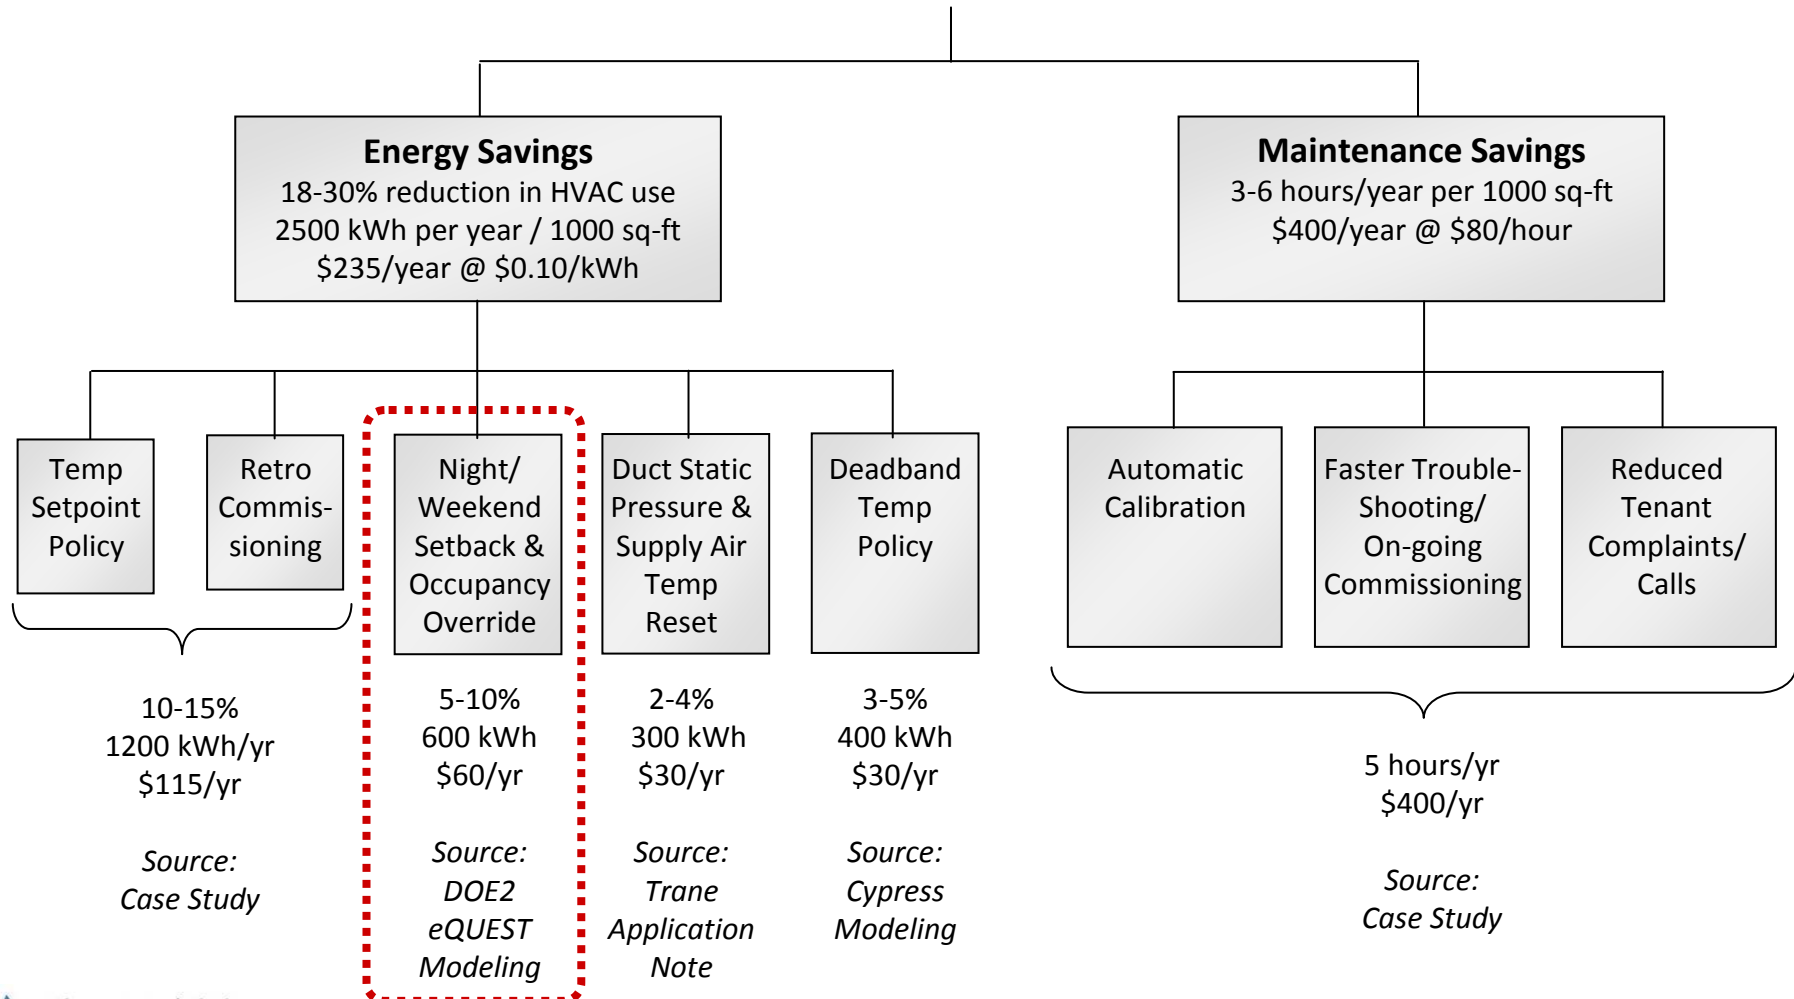 Energy Savings
18-30% reduction in HVAC use
2500 kWh per year / 1000 sq-ft
$235/year @ $0.10/kWh
Maintenance Savings
3-6 hours/year per 1000 sq-ft
$400/year @ $80/hour
Temp
Setpoint
Policy
Retro
Commis-
sioning
Night/
Weekend
Setback &
Occupancy
Override
Duct Static
Pressure &
Supply Air
Temp
Reset
Deadband
Temp
Policy
Automatic
Calibration
Faster Trouble-
Shooting/
On-going
Commissioning
Reduced
Tenant
Complaints/
Calls
10-15%
1200 kWh/yr
$115/yr
Source:
Case Study
5-10%
600 kWh
$60/yr
Source:
DOE2
eQUEST
Modeling
2-4%
300 kWh
$30/yr
Source:
Trane
Application
Note
3-5%
400 kWh
$30/yr
Source:
Cypress
Modeling
5 hours/yr
$400/yr
Source:
Case Study